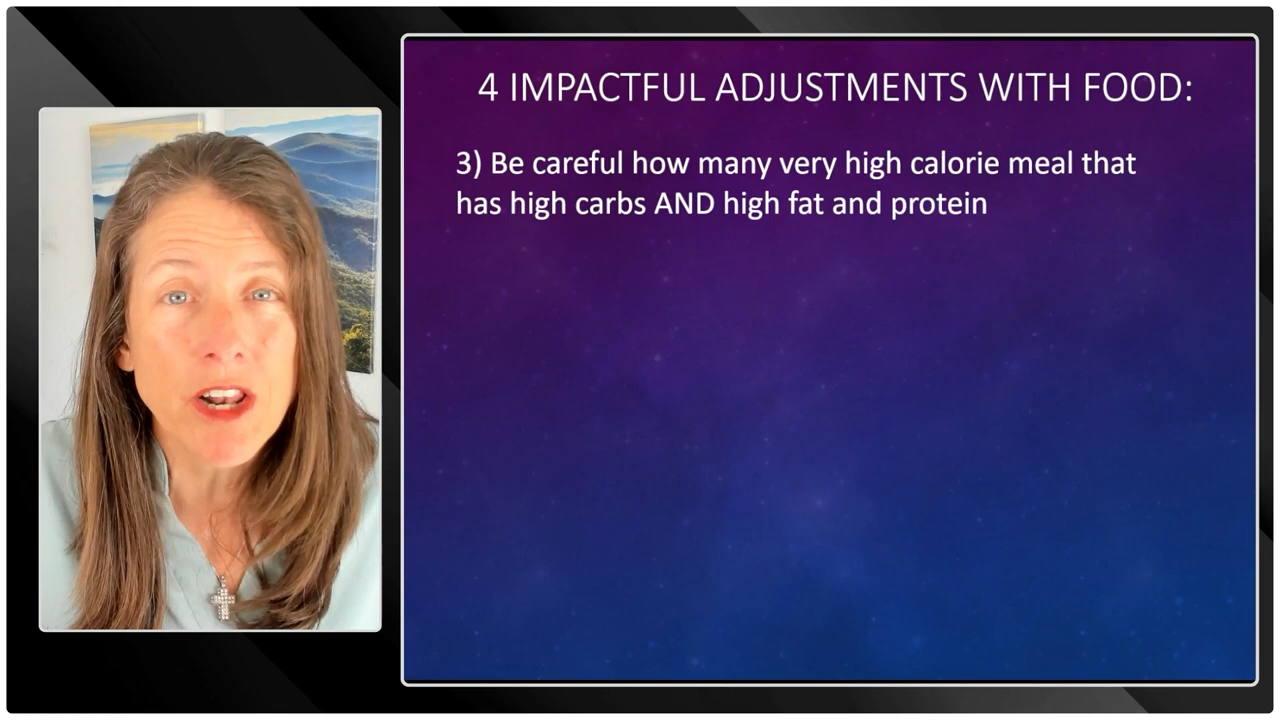 4 IMPACTFUL ADJUSTMENTS WITH FOOD:
3) Be careful how many very high calorie meal that
has high carbs AND high fat and protein